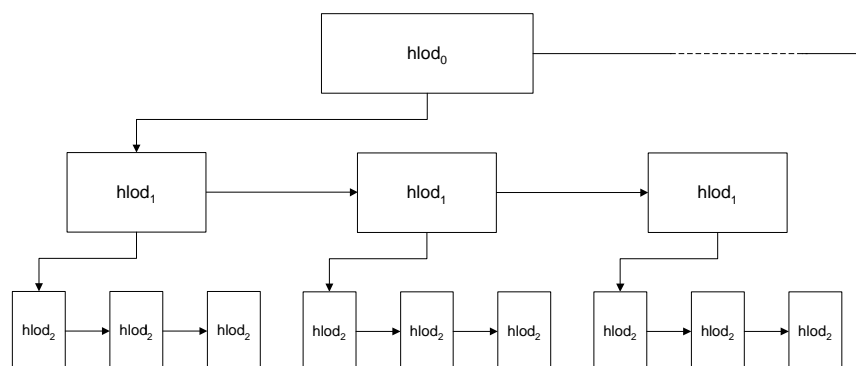 hlod₀
hlod₁ hlod₁ hlod₁
hlod₂ hlod₂ hlod₂ hlod₂ hlod₂ hlod₂ hlod₂ hlod₂ hlod₂